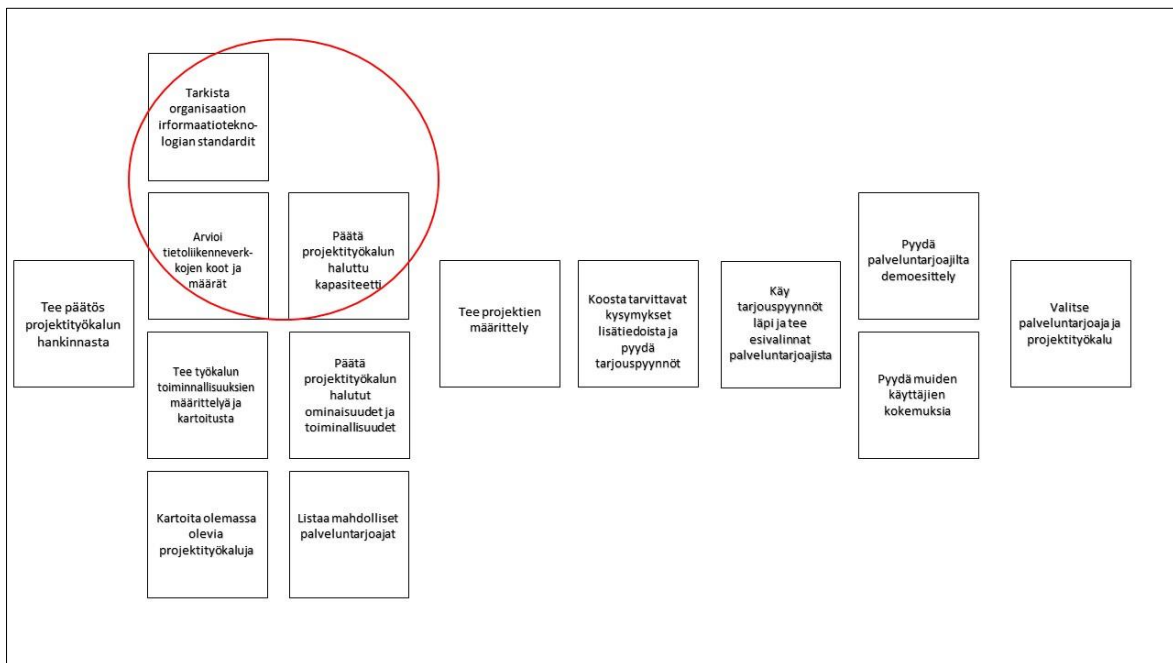 Tarkista
organisaation
irformaatiotekno-
logian standardit
Arvioi
tietoliikenneverk-
kojen koot ja
määrät
Päätä
projektityökalun
haluttu
kapasiteetti
Tee päätös
projektityökalun
hankinnasta
Tee työkalun
toiminnallisuuksien
määrittelyä ja
kartoitusta
Päätä
projektityökalun
halutut
ominaisuudet ja
toiminallisuudet
Kartoita olemassa
olevia
projektityökaluja
Listaa mahdolliset
palveluntarjoajat
Tee projektien
määrittely
Koosta tarvittavat
kysymykset
lisätiedoista ja
pyydä
tarjouspyynnöt
Käy
tarjouspyynnöt
läpi ja tee
esivalinnat
palveluntarjoajista
Pyydä
palveluntarjoajilta
demoesittely
Pyydä muiden
käyttäjien
kokemuksia
Valitse
palveluntarjoaja ja
projektityökalu